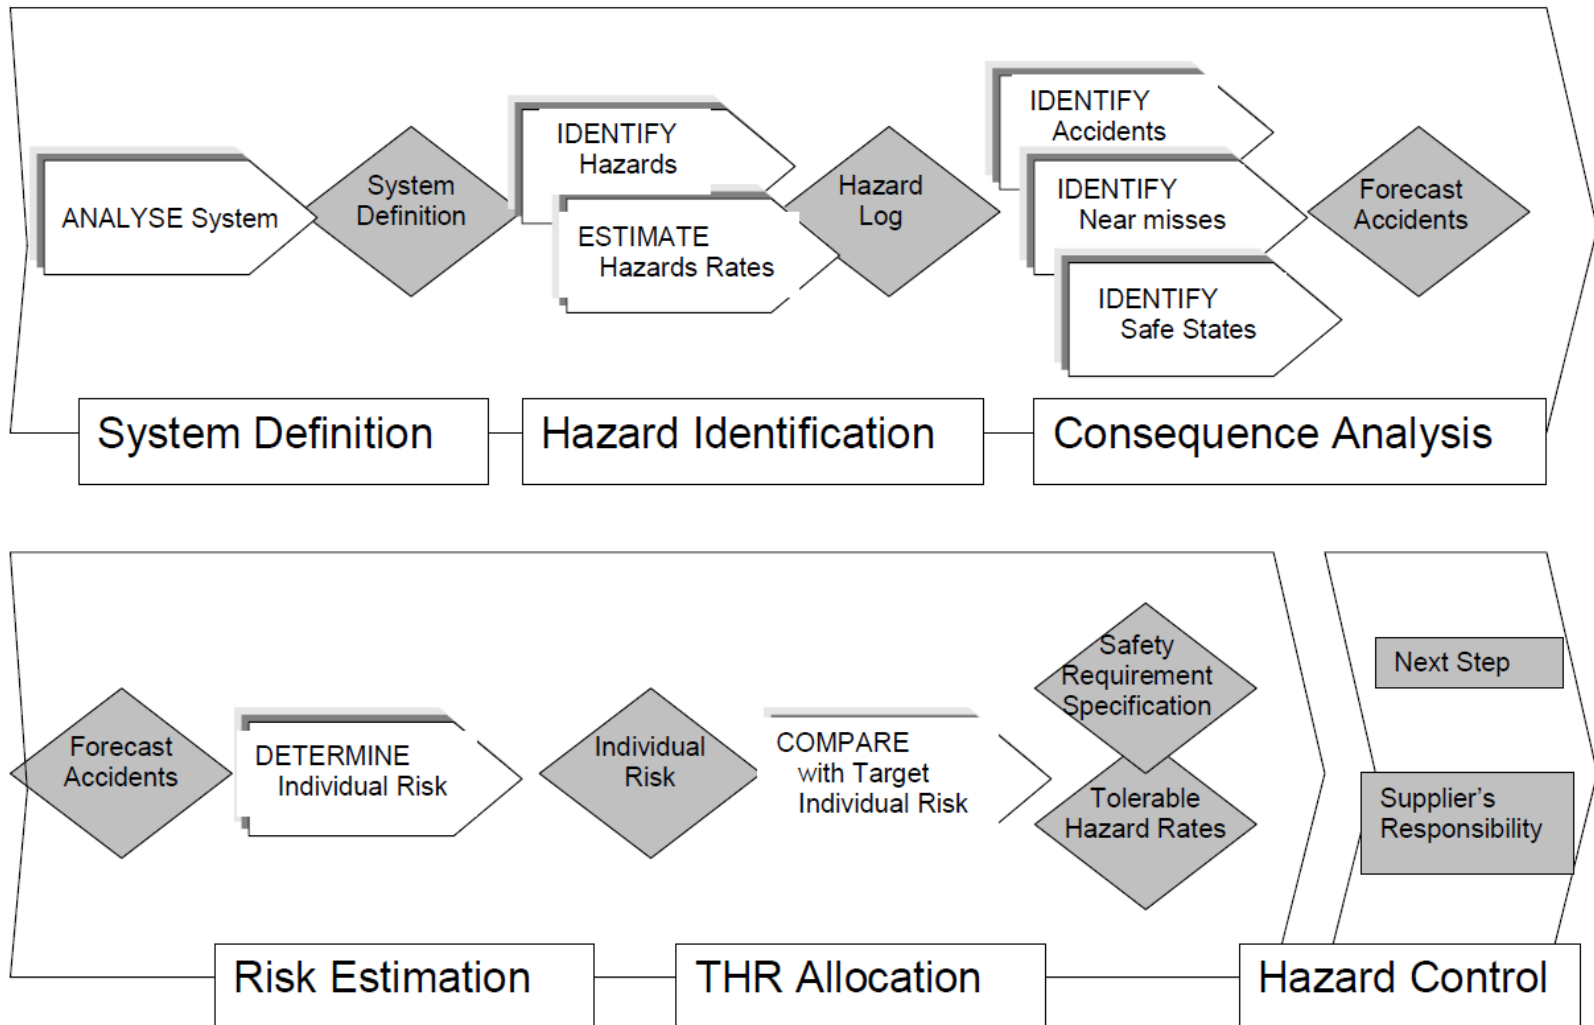 ANALYSE System
System
Definition
IDENTIFY
Hazards
ESTIMATE
Hazards Rates
Hazard
Log
IDENTIFY
Accidents
IDENTIFY
Near misses
IDENTIFY
Safe States
Forecast
Accidents
System Definition
Hazard Identification
Consequence Analysis
Forecast
Accidents
DETERMINE
Individual Risk
Individual
Risk
COMPARE
with Target
Individual Risk
Safety
Requirement
Specification
Tolerable
Hazard Rates
Next Step
Supplier's
Responsibility
Risk Estimation
THR Allocation
Hazard Control